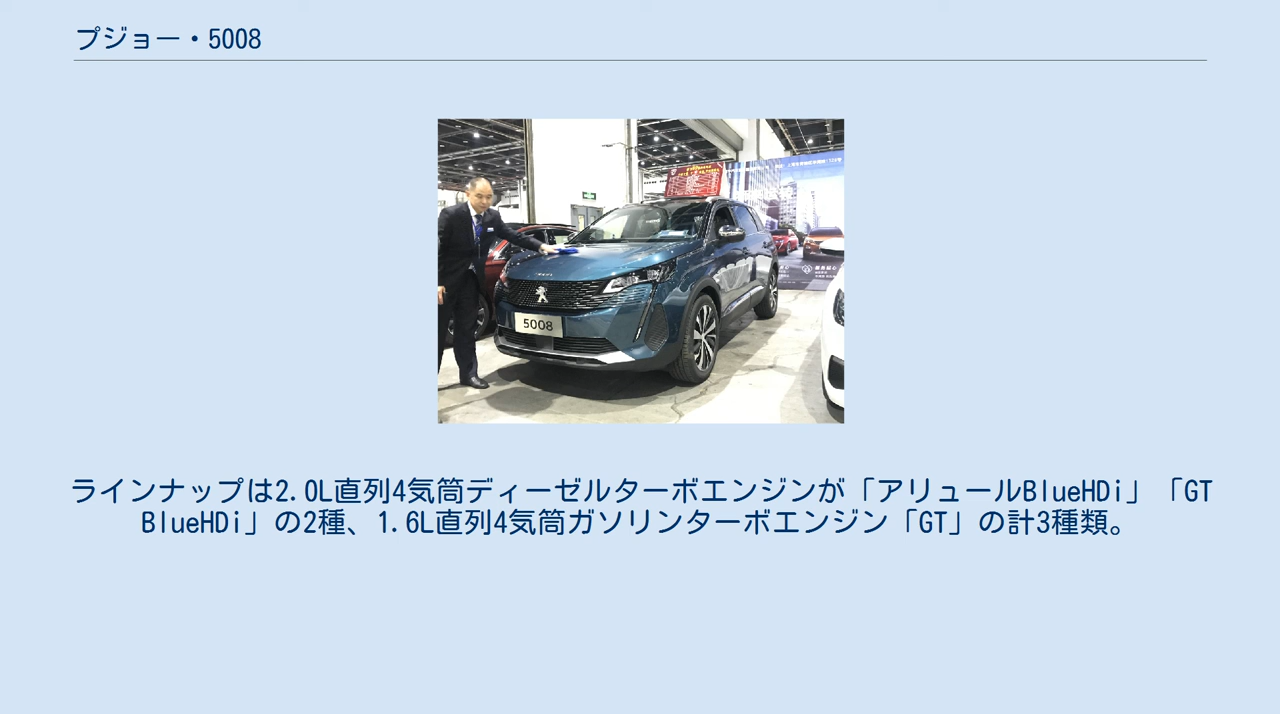 プジョー・5008
5008
ラインナップは2.0L直列4気筒ディーゼルターボエンジンが「アリュールBlueHDi」「GT
BlueHDi」の2種、1.6L直列4気筒ガソリンターボエンジン「GT」の計3種類。